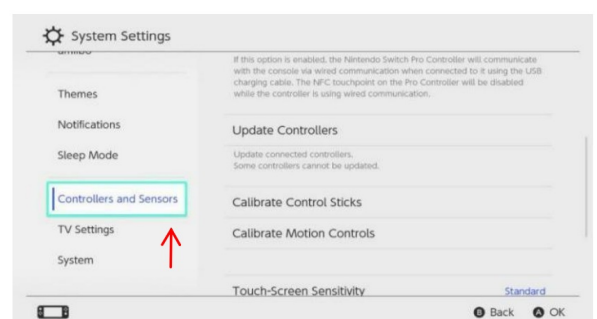 System Settings
amiibo
Themes
Notifications
Sleep Mode
Controllers and Sensors
TV Settings
System
If this option is enabled, the Nintendo Switch Pro Controller will communicate
with the console via wired communication when connected to it using the USB
charging cable. The NFC touchpoint on the Pro Controller will be disabled
while the controller is using wired communication.
Update Controllers
Update connected controllers.
Some controllers cannot be updated.
Calibrate Control Sticks
Calibrate Motion Controls
Touch-Screen Sensitivity Standard
B Back A OK